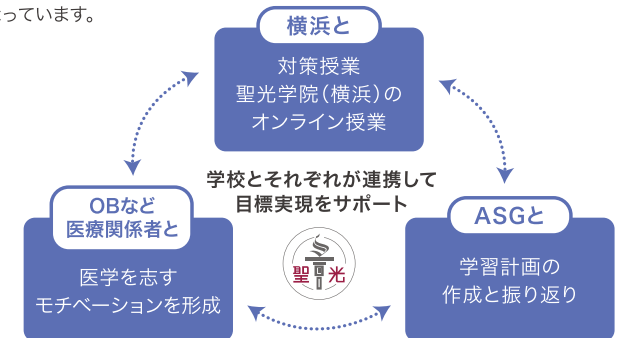 っています。
横浜と
対策授業
聖光学院(横浜)の
オンライン授業
学校とそれぞれが連携して
目標実現をサポート
OBなど
医療関係者と
医学を志す
モチベーションを形成
聖 光
ASGと
学習計画の
作成と振り返り